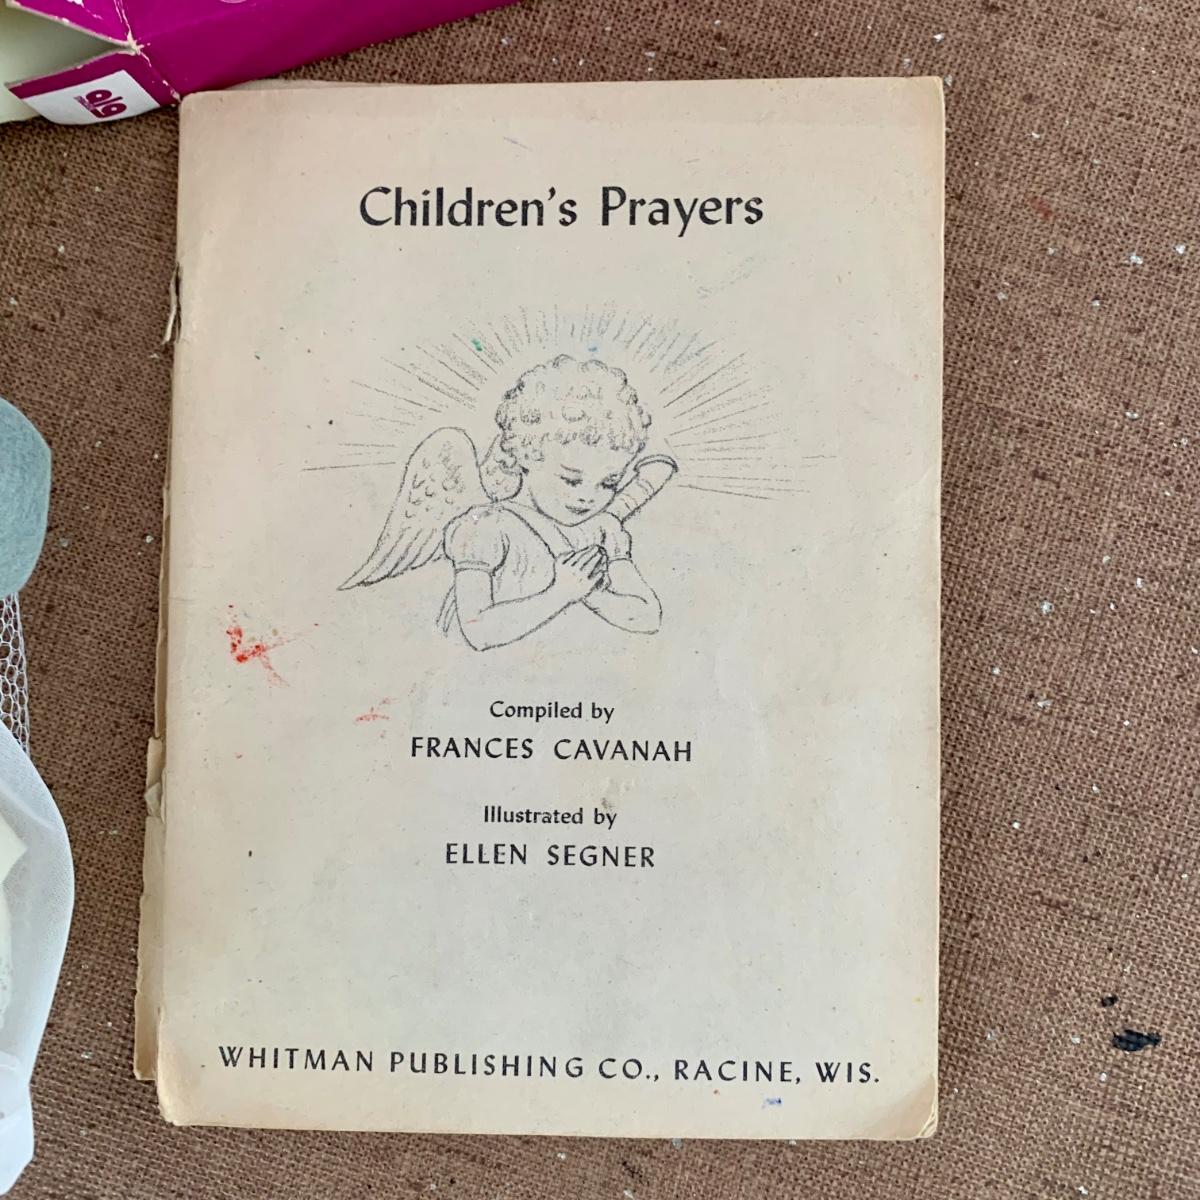 Children's Prayers
Compiled by
FRANCES CAVANAH
Illustrated by
ELLEN SEGNER
WHITMAN PUBLISHING CO., RACINE, WIS.